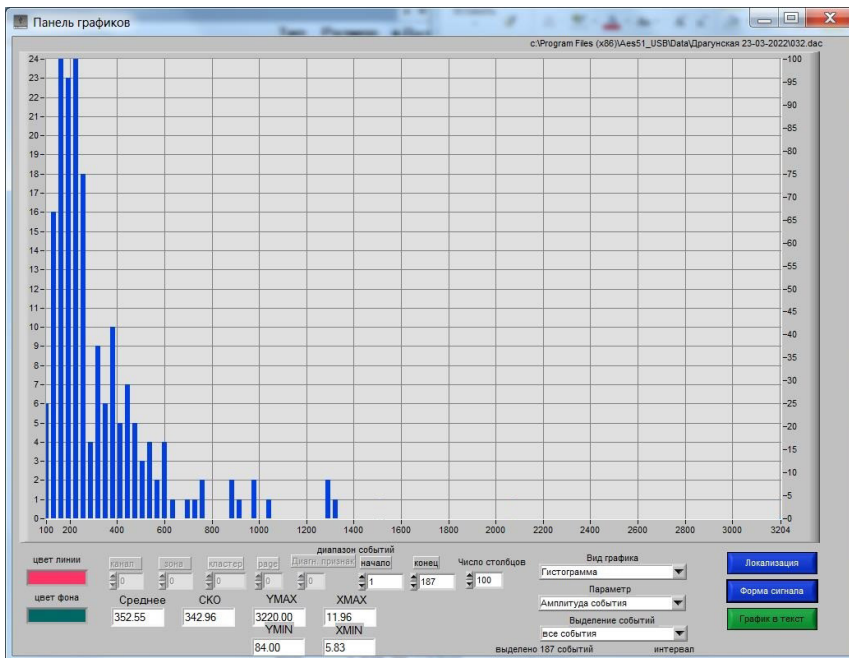 Панель графиков
c:\Program Files (x86)\Aes51_USB\Data\Драгунская 23-03-2022\032.dac
24
23
22
21
20
19
18
17
16
15
14
13
12
11
10
9
8
7
6
5
4
3
2
1
0
100
95
90
85
80
75
70
65
60
55
50
45
40
35
30
25
20
15
10
5
0
100 200 400 600 800 1000 1200 1400 1600 1800 2000 2200 2400 2600 2800 3000 3204
диапазон событий
цвет линии
канал зона кластер page Диагн. признак начало конец Число столбцов
0 0 0 0 0 1 187 100
цвет фона
Среднее СКО YMAX XMAX
352.55 342.96 3220.00 11.96
YMIN XMIN
84.00 5.83
Вид графика
Гистограмма
Параметр
Амплитуда события
Выделение событий
все события
выделено 187 событий интервал
Локализация
Форма сигнала
График в текст